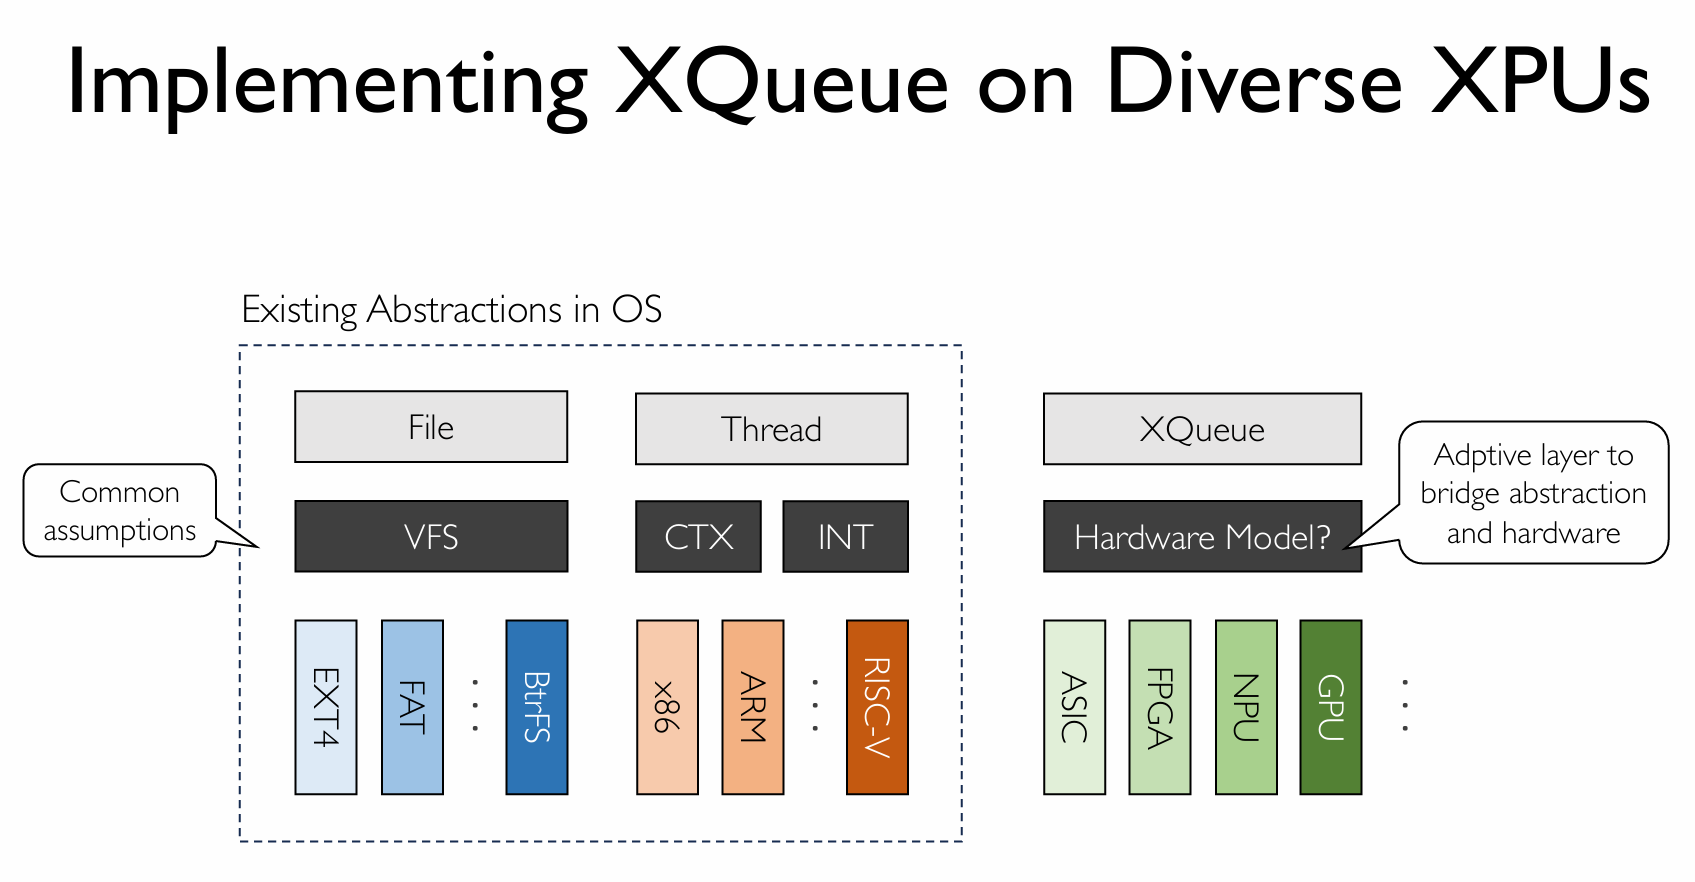 Implementing XQueue on Diverse XPUs
Existing Abstractions in OS
File
Thread
XQueue
Common
assumptions
VFS
CTX
INT
Hardware Model?
Adptive layer to
bridge abstraction
and hardware
EXT4
FAT
BtrFS
x86
ARM
RISC-V
ASIC
FPGA
NPU
GPU